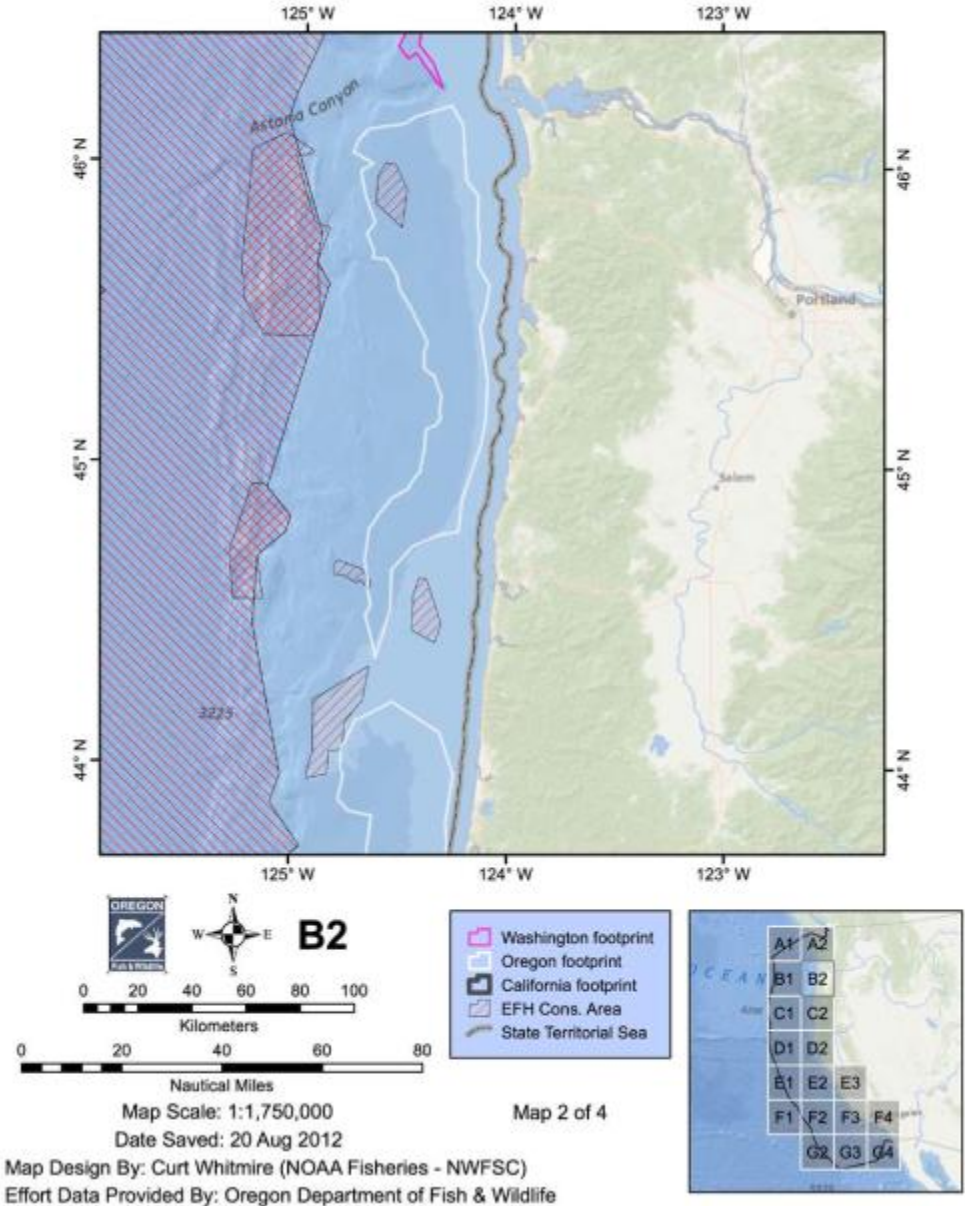 125° W 124° W 123° W
Astoria Canyon
46° N 46° N
Portland
45° N 45° N
Salem
3225
44° N 44° N
125° W 124° W 123° W
OREGON
Fish & Wildlife
N
W E
S
B2
0 20 40 60 80 100
Kilometers
0 20 40 60 80
Nautical Miles
Map Scale: 1:1,750,000
Date Saved: 20 Aug 2012
Map Design By: Curt Whitmire (NOAA Fisheries - NWFSC)
Effort Data Provided By: Oregon Department of Fish & Wildlife
Washington footprint
Oregon footprint
California footprint
EFH Cons. Area
State Territorial Sea
Map 2 of 4
A1 A2
OCEAN B1 B2
C1 C2
D1 D2
E1 E2 E3
F1 F2 F3 F4
G2 G3 G4